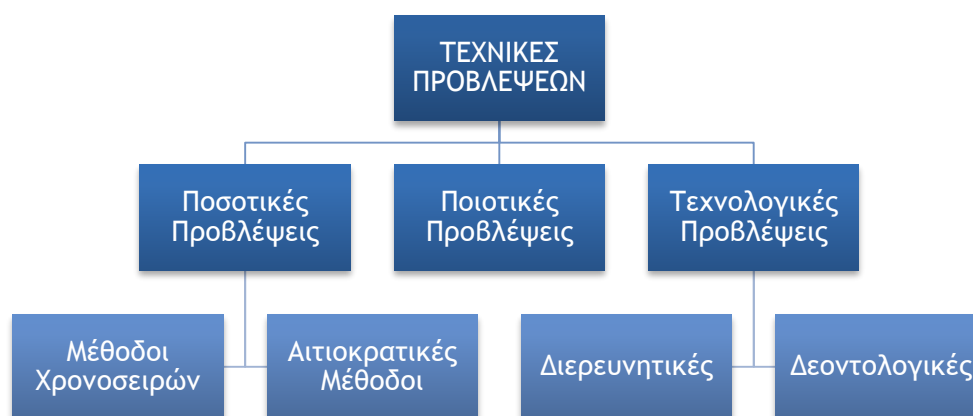 ΤΕΧΝΙΚΕΣ
ΠΡΟΒΛΕΨΕΩΝ
Ποσοτικές
Προβλέψεις
Ποιοτικές
Προβλέψεις
Τεχνολογικές
Προβλέψεις
Μέθοδοι
Χρονοσειρών
Αιτιοκρατικές
Μέθοδοι
Διερευνητικές
Δεοντολογικές